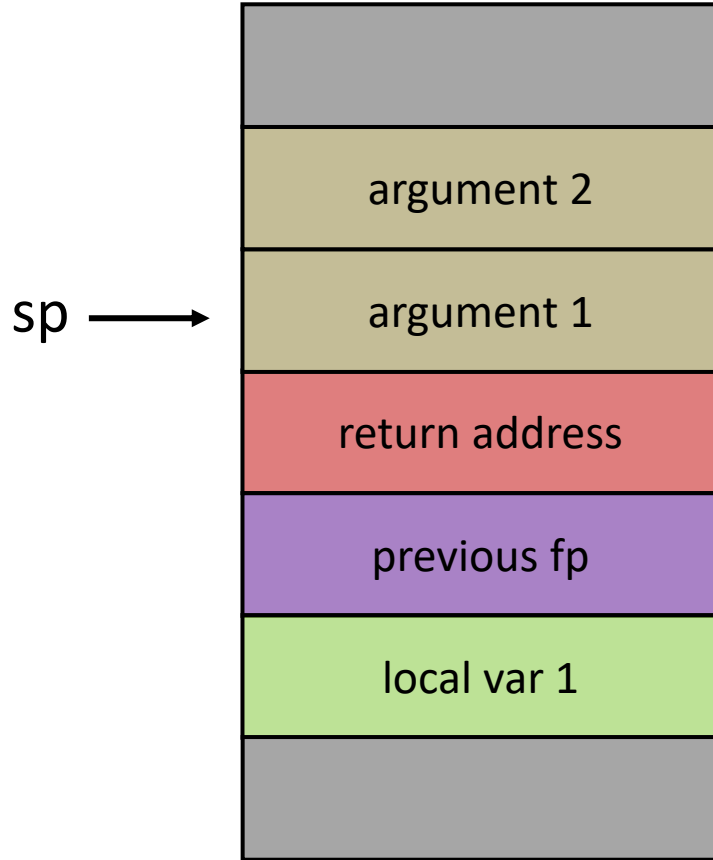 argument 2
sp
argument 1
return address
previous fp
local var 1